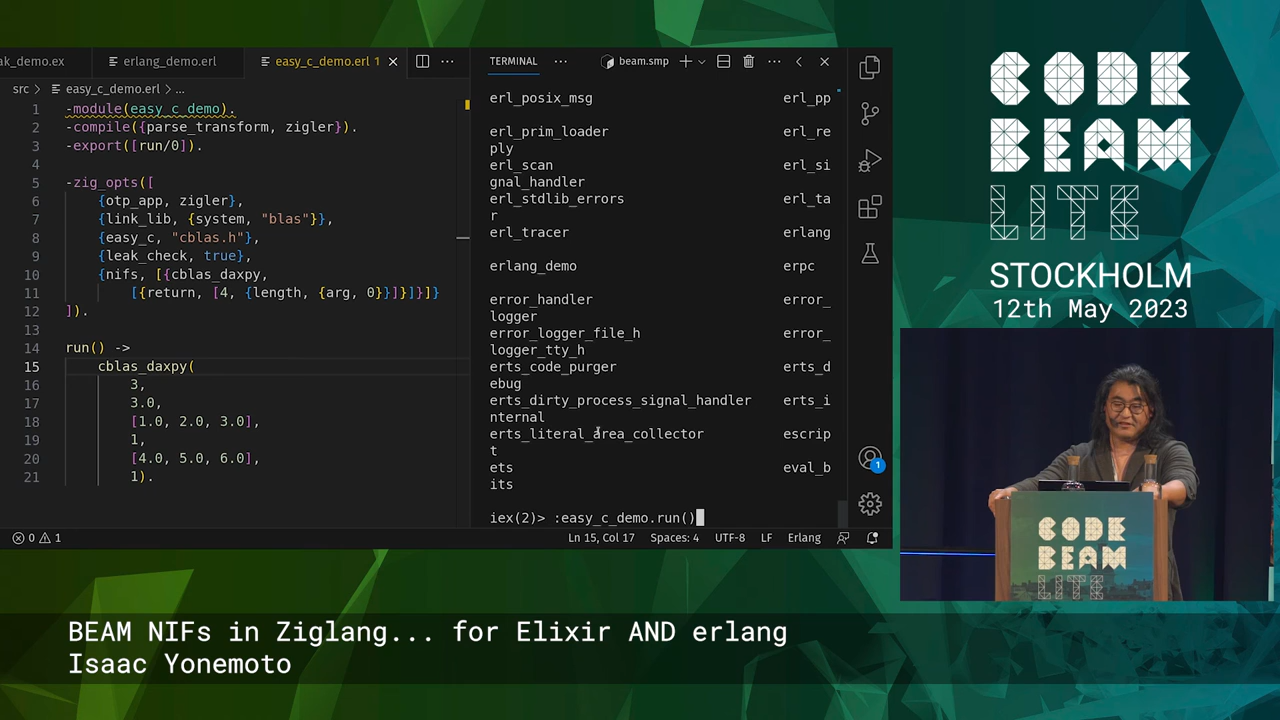 ak_demo.ex
erlang_demo.erl
easy_c_demo.erl 1
src > easy_c_demo.erl > ...
1 -module(easy_c_demo).
2 -compile({parse_transform, zigler}).
3 -export([run/0]).
4
5 -zig_opts([
6 {otp_app, zigler},
7 {link_lib, {system, "blas"}},
8 {easy_c, "cblas.h"},
9 {leak_check, true},
10 {nifs, [{cblas_daxpy,
11 [{return, [4, {length, {arg, 0}}]}]}]}
12 ]).
13
14 run() ->
15 cblas_daxpy(
16 3,
17 3.0,
18 [1.0, 2.0, 3.0],
19 1,
20 [4.0, 5.0, 6.0],
21 1).
TERMINAL ... beam.smp
erl_posix_msg erl_pp
erl_prim_loader erl_re
ply
erl_scan erl_si
gnal_handler
erl_stdlib_errors erl_ta
r
erl_tracer erlang
erlang_demo erpc
error_handler error_
logger
error_logger_file_h error_
logger_tty_h
erts_code_purger erts_d
ebug
erts_dirty_process_signal_handler erts_i
nternal
erts_literal_area_collector escrip
t
ets eval_b
its
iex(2)> :easy_c_demo.run()
1
0 1 Ln 15, Col 17 Spaces: 4 UTF-8 LF Erlang
CODE
BEAM
LITE
STOCKHOLM
12th May 2023
CODE
BEAM
LITE
BEAM NIFs in Ziglang... for Elixir AND erlang
Isaac Yonemoto